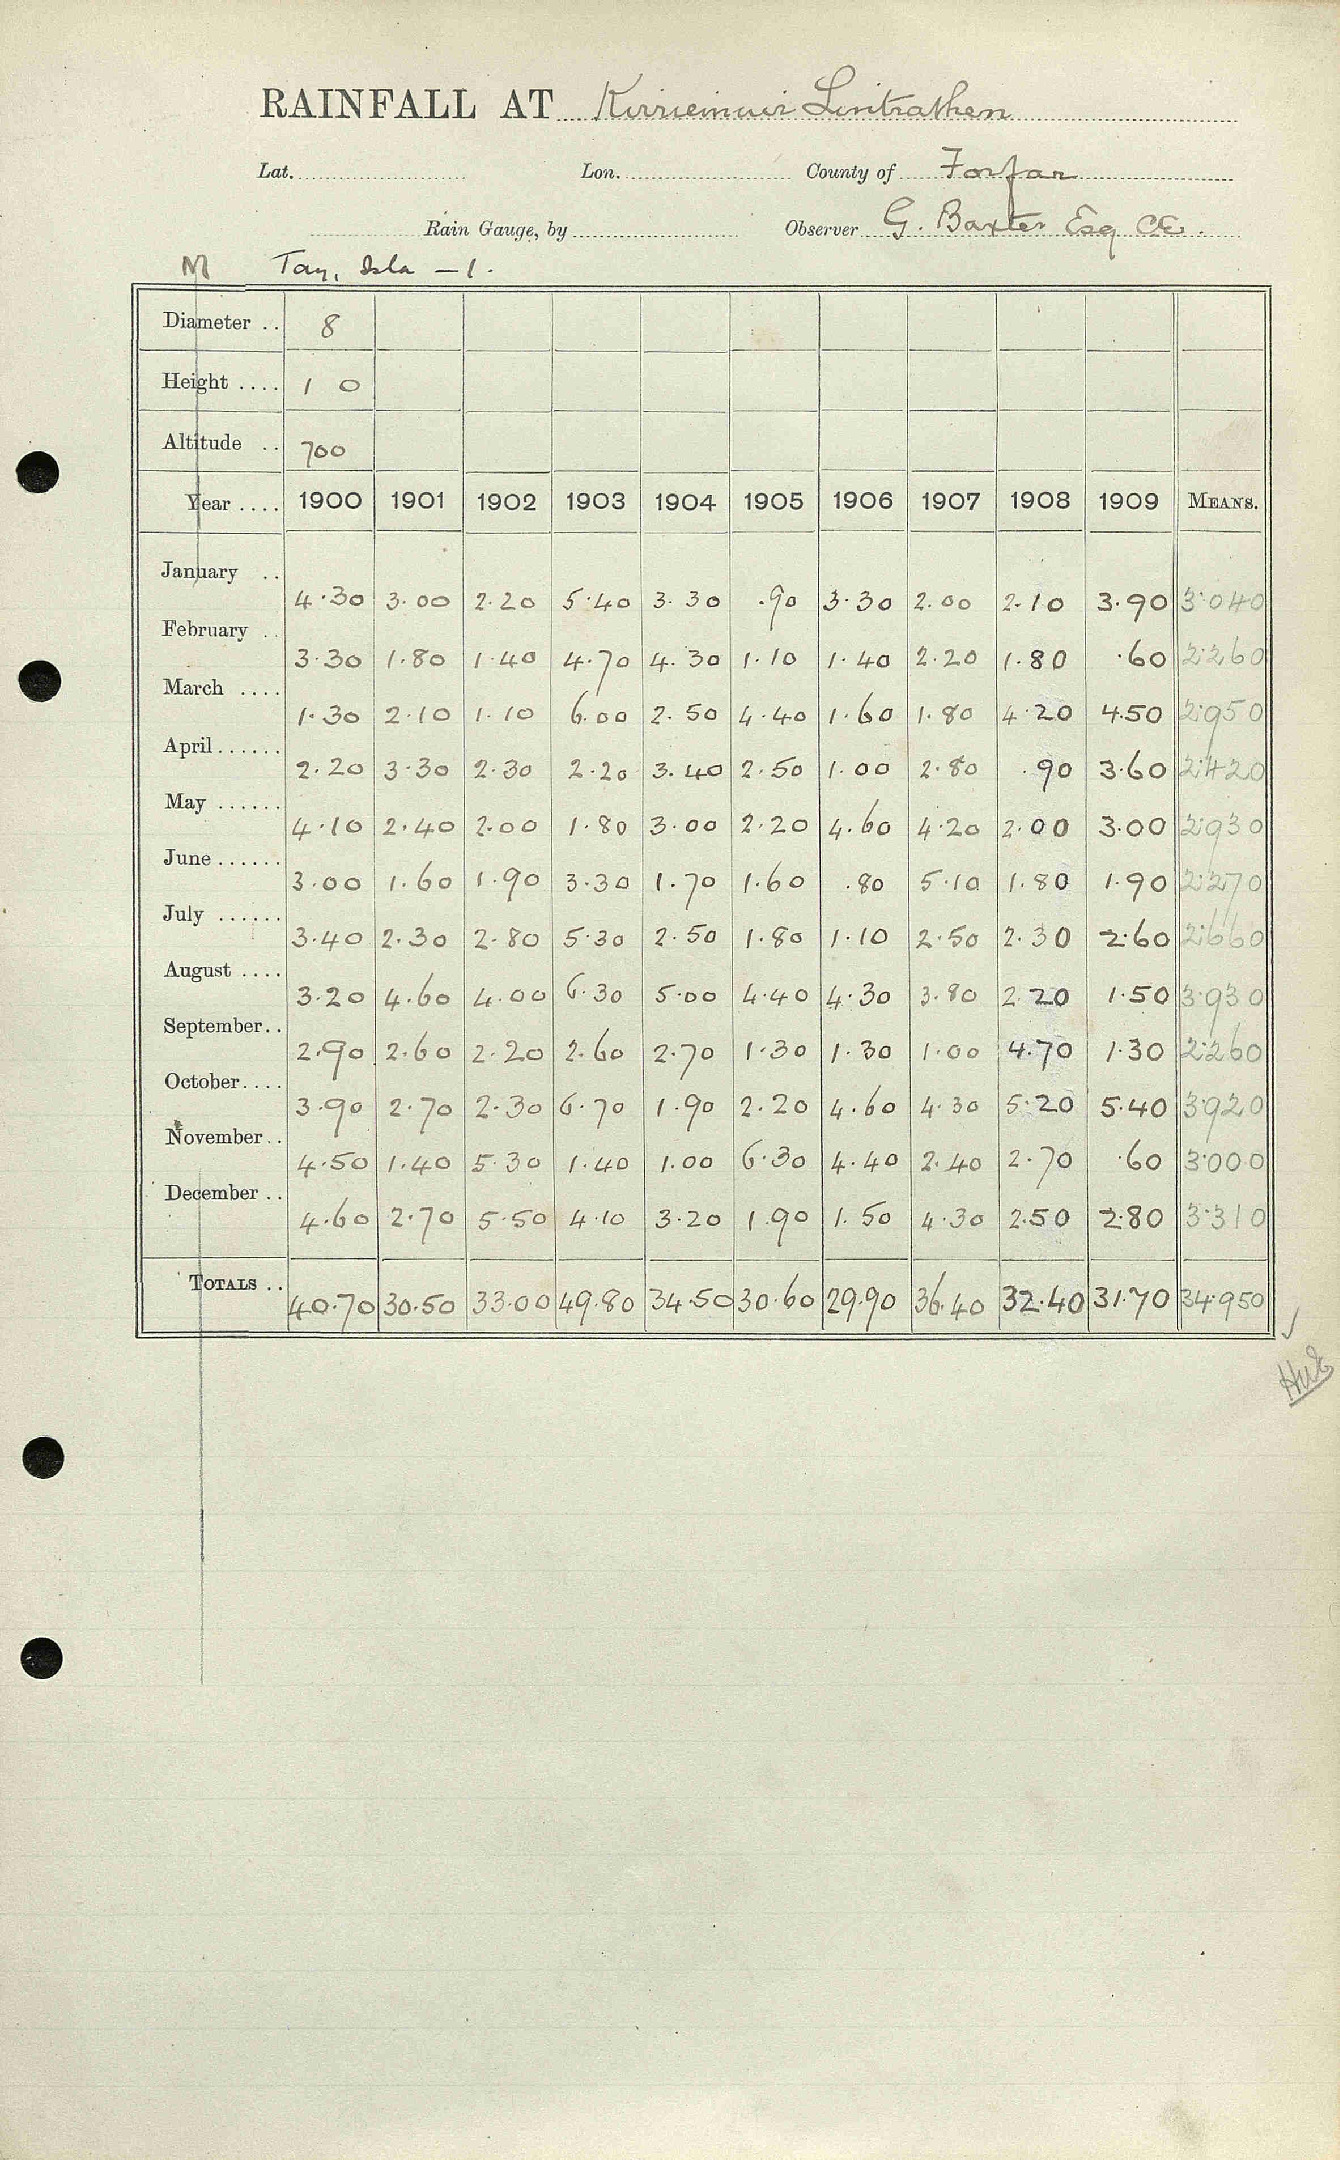 RAINFALL AT Kirriemuir Lintrathen
Lat. Lon. County of Forfar
Rain Gauge, by Observer G. Baxter Esq CE.
M Tay, Isla – 1.
Diameter .. 8
Height .... 1 0
Altitude .. 700
Year .... 1900 1901 1902 1903 1904 1905 1906 1907 1908 1909 MEANS.
January .. 4.30 3.00 2.20 5.40 3.30 .90 3.30 2.00 2.10 3.90 3.040
February .. 3.30 1.80 1.40 4.70 4.30 1.10 1.40 2.20 1.80 .60 2.260
March .... 1.30 2.10 1.10 6.00 2.50 4.40 1.60 1.80 4.20 4.50 2.950
April ...... 2.20 3.30 2.30 2.20 3.40 2.50 1.00 2.80 .90 3.60 2.420
May ...... 4.10 2.40 2.00 1.80 3.00 2.20 4.60 4.20 2.00 3.00 2.930
June ...... 3.00 1.60 1.90 3.30 1.70 1.60 .80 5.10 1.80 1.90 2.270
July ...... 3.40 2.30 2.80 5.30 2.50 1.80 1.10 2.50 2.30 2.60 2.660
August .... 3.20 4.60 4.00 6.30 5.00 4.40 4.30 3.80 2.20 1.50 3.930
September .. 2.90 2.60 2.20 2.60 2.70 1.30 1.30 1.00 4.70 1.30 2.260
October .... 3.90 2.70 2.30 6.70 1.90 2.20 4.60 4.30 5.20 5.40 3.920
November .. 4.50 1.40 5.30 1.40 1.00 6.30 4.40 2.40 2.70 .60 3.000
December .. 4.60 2.70 5.50 4.10 3.20 1.90 1.50 4.30 2.50 2.80 3.310
TOTALS .. 40.70 30.50 33.00 49.80 34.50 30.60 29.90 36.40 32.40 31.70 34.950